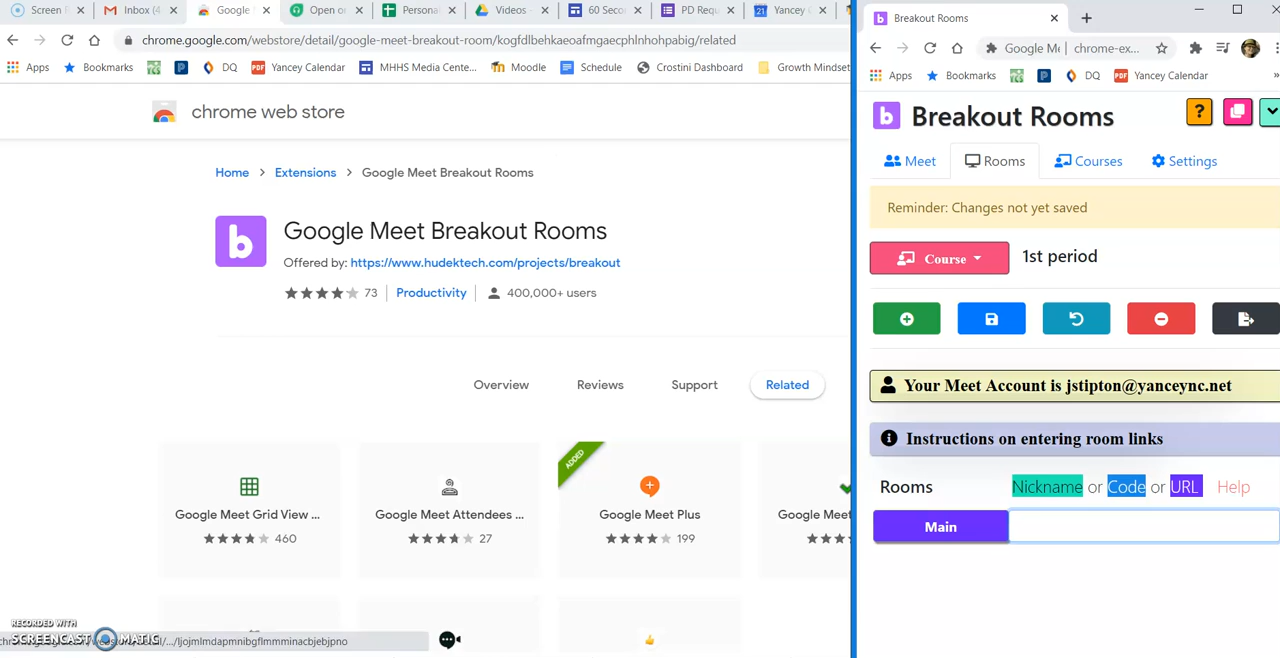 Screen F
Inbox (4
Google
Open or
Persona
Videos -
60 Seco
PD Requ
Yancey C
chrome.google.com/webstore/detail/google-meet-breakout-room/kogfdlbehkaeoafmgaecphlnhohpabig/related
Apps Bookmarks DQ Yancey Calendar MHHS Media Cente... Moodle Schedule Crostini Dashboard Growth Mindset
chrome web store
Home > Extensions > Google Meet Breakout Rooms
b
Google Meet Breakout Rooms
Offered by: https://www.hudektech.com/projects/breakout
73 Productivity 400,000+ users
Overview Reviews Support Related
ADDED
Google Meet Grid View ...
460
Google Meet Attendees ...
27
Google Meet Plus
199
Google Meet
RECORDED WITH
SCREENCAST MATIC
Breakout Rooms
Google Me | chrome-ex...
Apps Bookmarks DQ Yancey Calendar »
b Breakout Rooms ?
Meet Rooms Courses Settings
Reminder: Changes not yet saved
Course 1st period
Your Meet Account is jstipton@yanceync.net
Instructions on entering room links
Rooms Nickname or Code or URL Help
Main